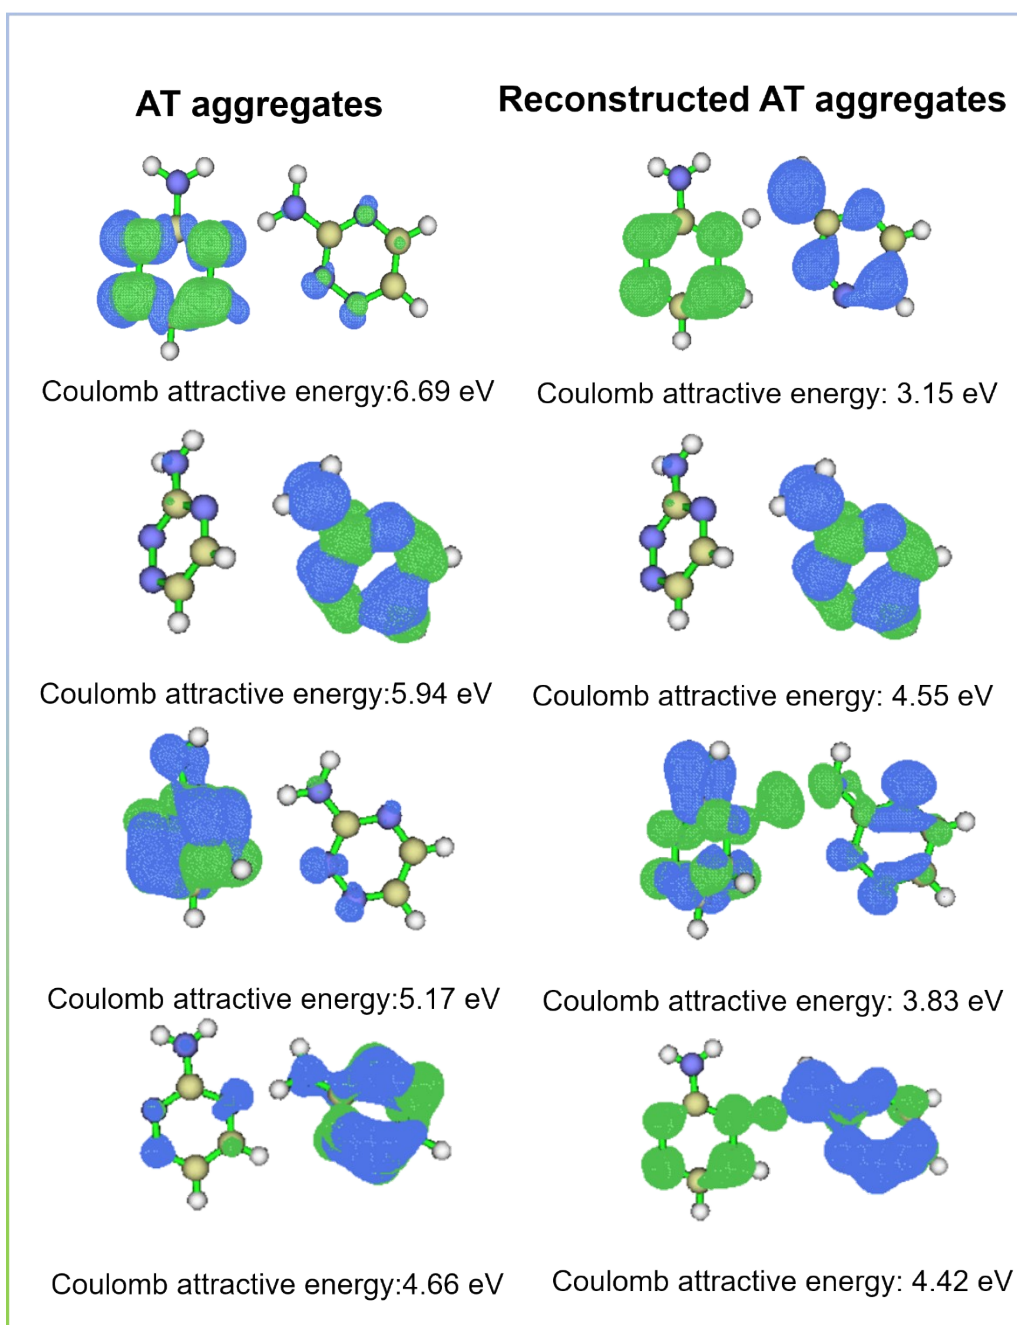 AT aggregates
Reconstructed AT aggregates
Coulomb attractive energy:6.69 eV
Coulomb attractive energy: 3.15 eV
Coulomb attractive energy:5.94 eV
Coulomb attractive energy: 4.55 eV
Coulomb attractive energy:5.17 eV
Coulomb attractive energy: 3.83 eV
Coulomb attractive energy:4.66 eV
Coulomb attractive energy: 4.42 eV